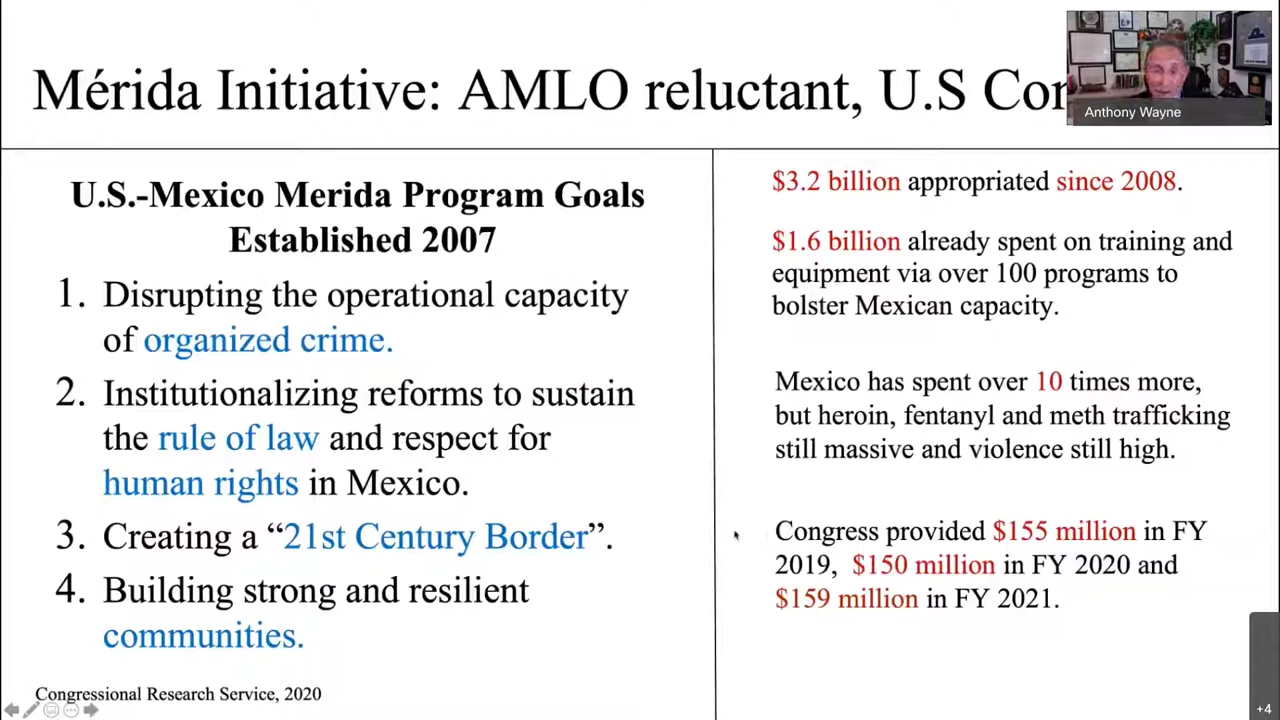 Mérida Initiative: AMLO reluctant, U.S
Anthony Wayne
U.S.-Mexico Merida Program Goals
Established 2007
1. Disrupting the operational capacity
of organized crime.
2. Institutionalizing reforms to sustain
the rule of law and respect for
human rights in Mexico.
3. Creating a “21st Century Border”.
4. Building strong and resilient
communities.
Congressional Research Service, 2020
$3.2 billion appropriated since 2008.
$1.6 billion already spent on training and
equipment via over 100 programs to
bolster Mexican capacity.
Mexico has spent over 10 times more,
but heroin, fentanyl and meth trafficking
still massive and violence still high.
Congress provided $155 million in FY
2019, $150 million in FY 2020 and
$159 million in FY 2021.
+4